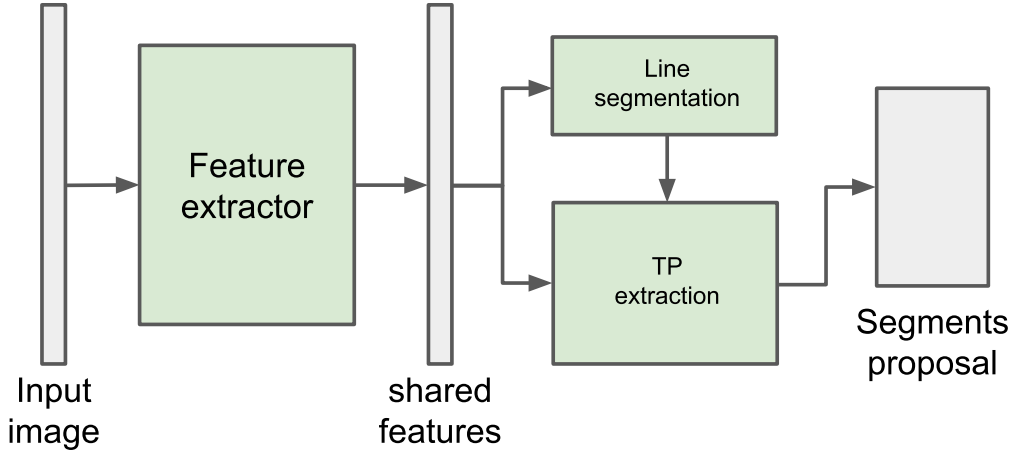 Input
image
Feature
extractor
shared
features
Line
segmentation
TP
extraction
Segments
proposal